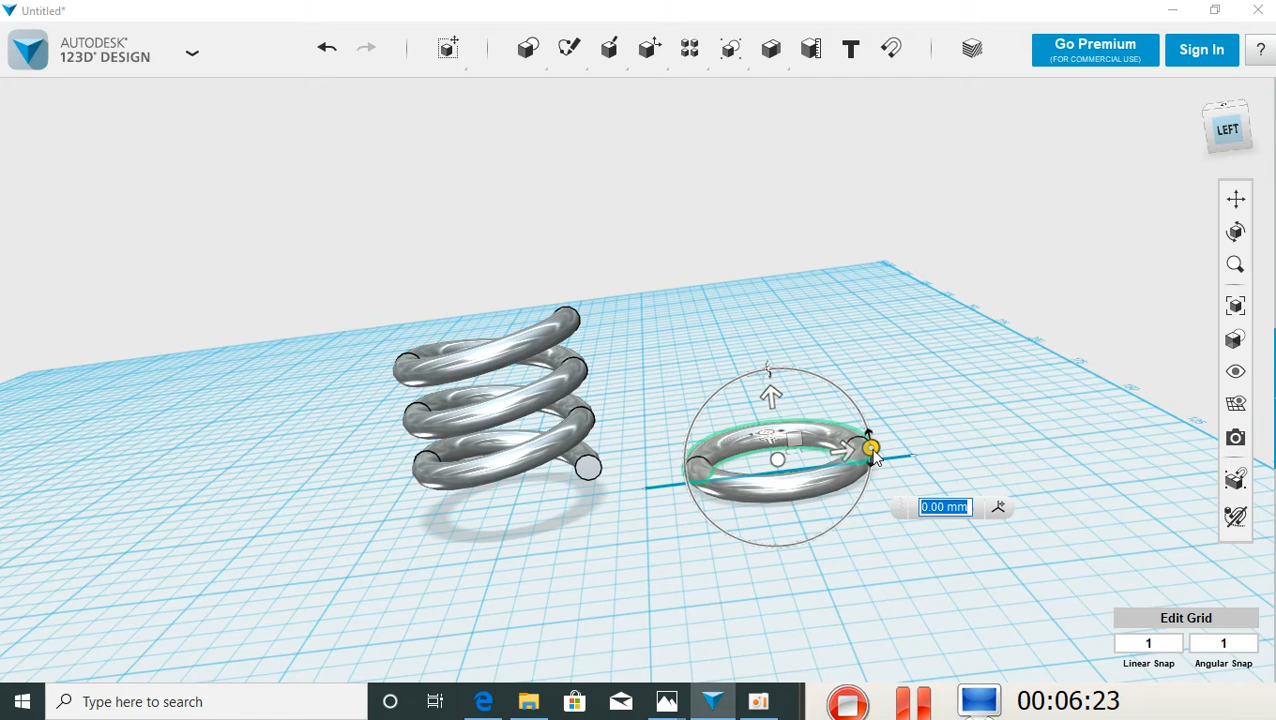 Untitled*
AUTODESK®
123D® DESIGN
T
Go Premium
(FOR COMMERCIAL USE)
Sign In
?
LEFT
0.00 mm
Edit Grid
1
1
Linear Snap
Angular Snap
Type here to search
00:06:23